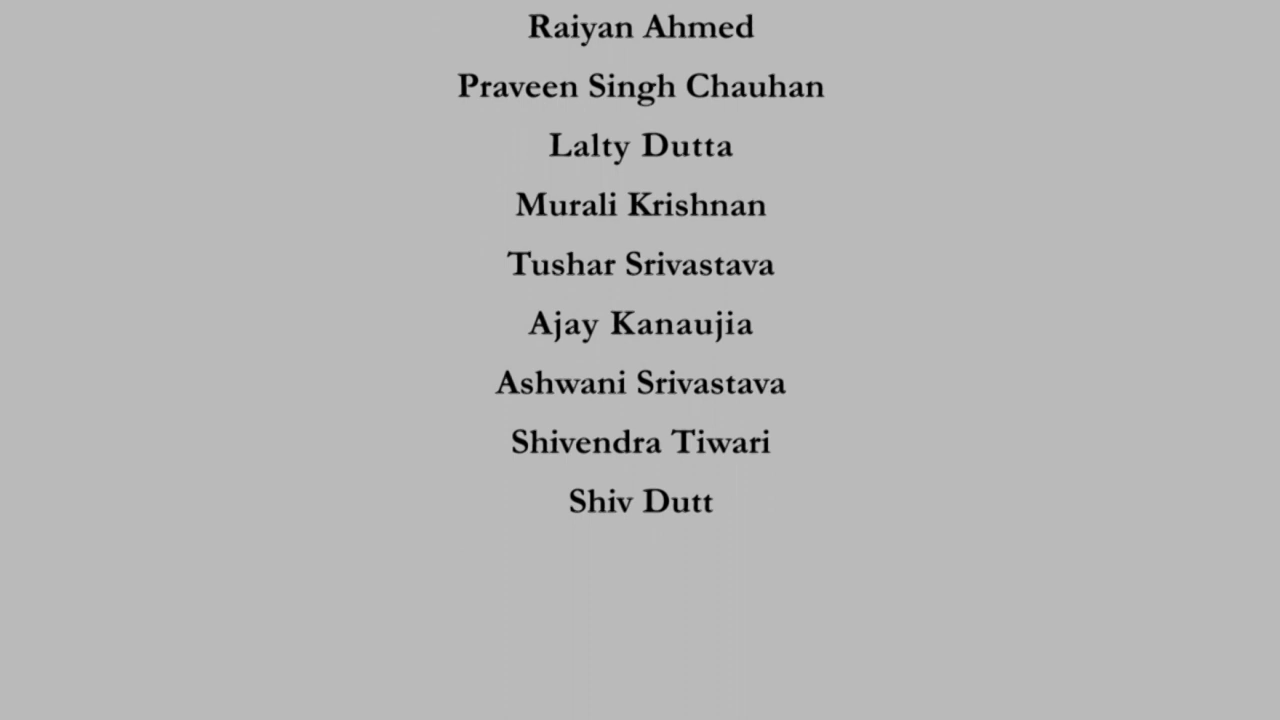 Raiyan Ahmed
Praveen Singh Chauhan
Lalty Dutta
Murali Krishnan
Tushar Srivastava
Ajay Kanaujia
Ashwani Srivastava
Shivendra Tiwari
Shiv Dutt